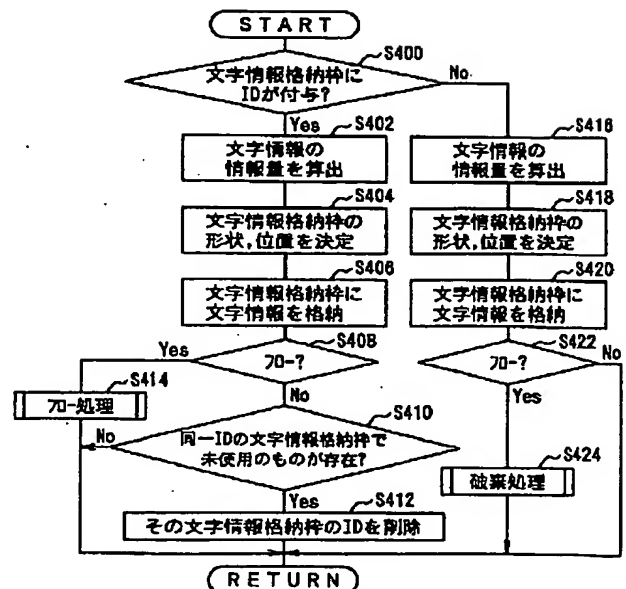 START
S400
文字情報格納枠に
IDが付与?
No
Yes
S402
文字情報の
情報量を算出
S404
文字情報格納枠の
形状,位置を決定
S406
文字情報格納枠に
文字情報を格納
S408
フロー?
Yes
S414
フロー処理
No
S410
同一IDの文字情報格納枠で
未使用のものが存在?
No
Yes
S412
その文字情報格納枠のIDを削除
S416
文字情報の
情報量を算出
S418
文字情報格納枠の
形状,位置を決定
S420
文字情報格納枠に
文字情報を格納
S422
フロー?
No
Yes
S424
破棄処理
RETURN